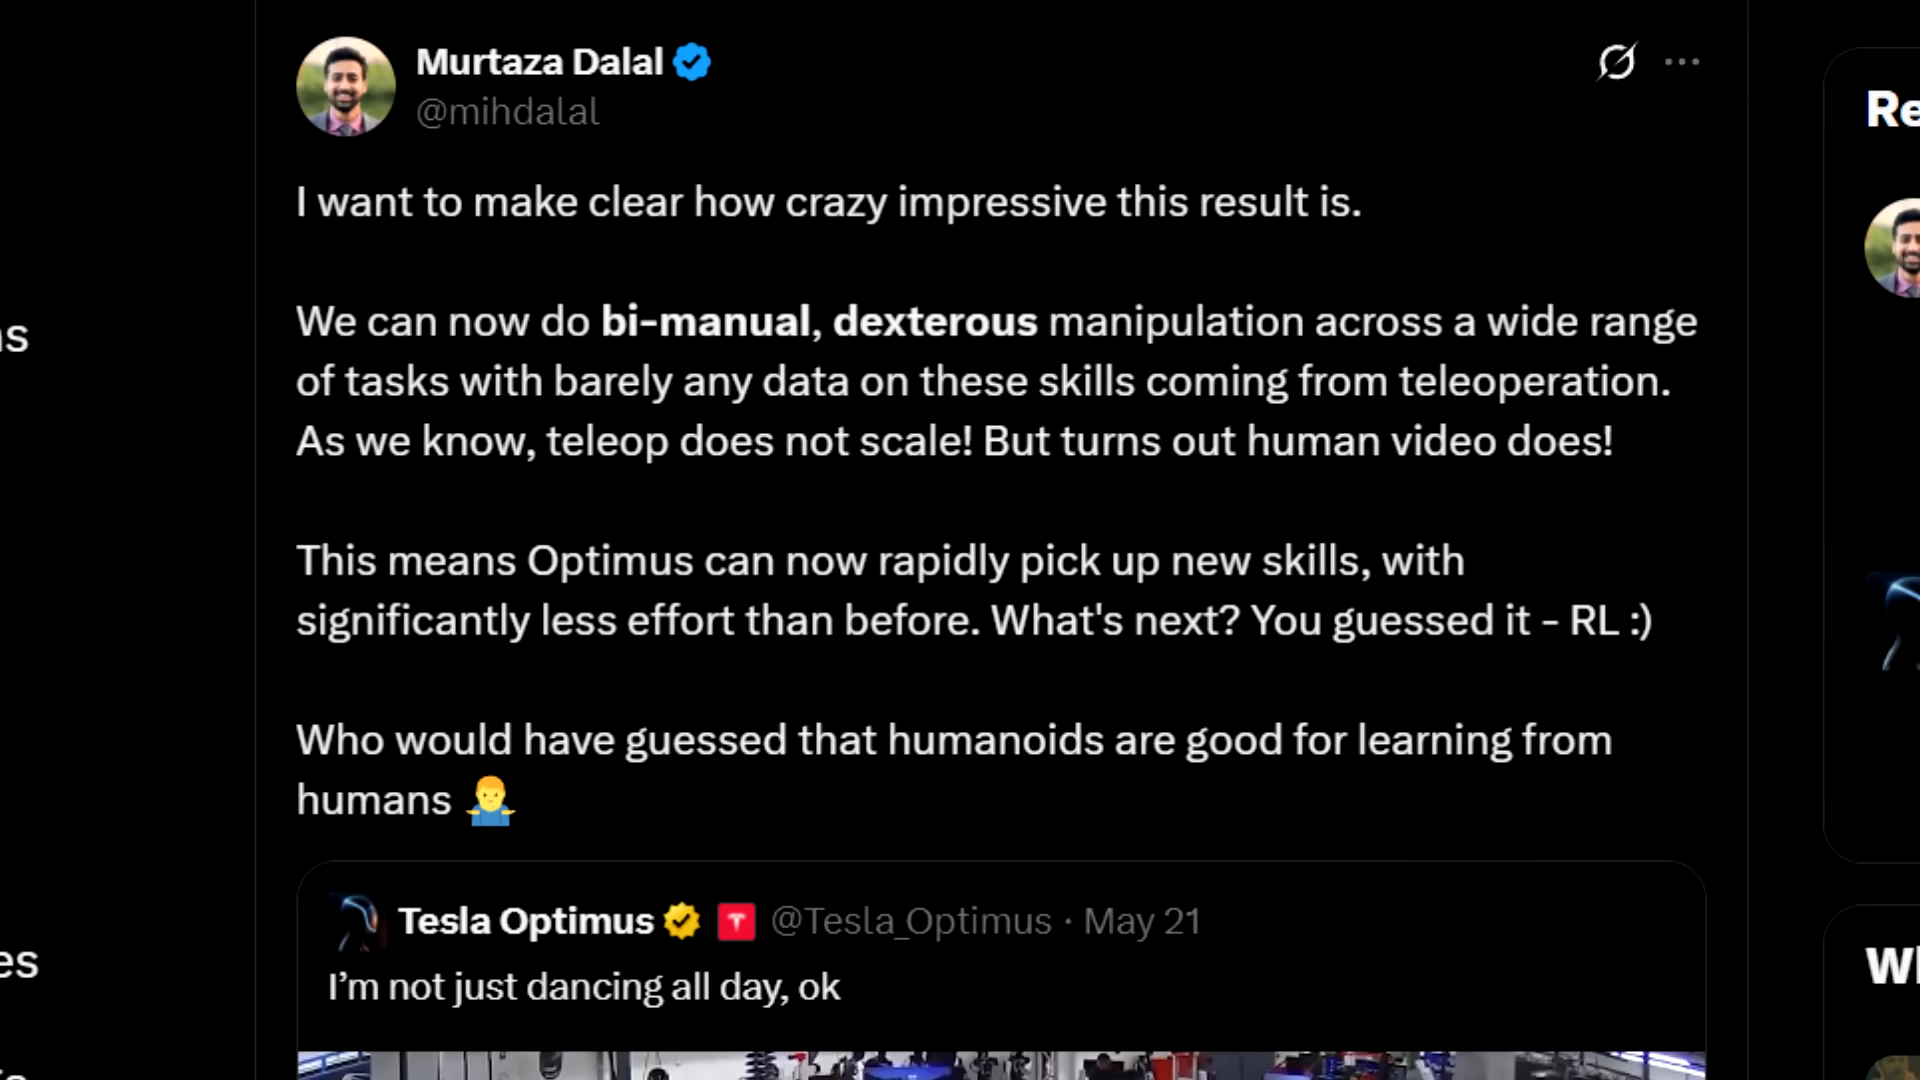 Murtaza Dalal
@mihdalal
I want to make clear how crazy impressive this result is.
We can now do bi-manual, dexterous manipulation across a wide range
of tasks with barely any data on these skills coming from teleoperation.
As we know, teleop does not scale! But turns out human video does!
This means Optimus can now rapidly pick up new skills, with
significantly less effort than before. What's next? You guessed it - RL :)
Who would have guessed that humanoids are good for learning from
humans 🤷‍♂️
Tesla Optimus @Tesla_Optimus · May 21
I’m not just dancing all day, ok